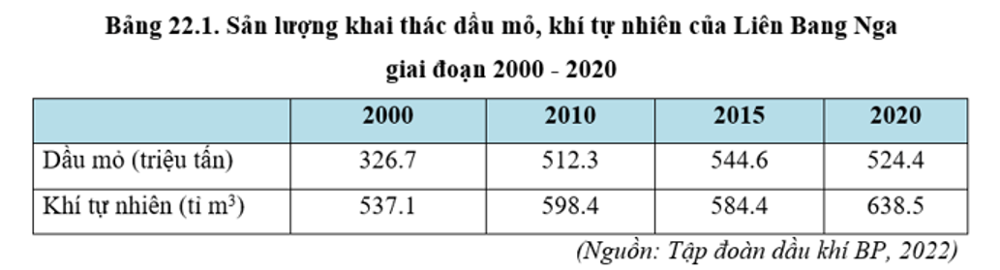 Bảng 22.1. Sản lượng khai thác dầu mỏ, khí tự nhiên của Liên Bang Nga
giai đoạn 2000 - 2020
2000 2010 2015 2020
Dầu mỏ (triệu tấn) 326.7 512.3 544.6 524.4
Khí tự nhiên (tỉ m³) 537.1 598.4 584.4 638.5
(Nguồn: Tập đoàn dầu khí BP, 2022)